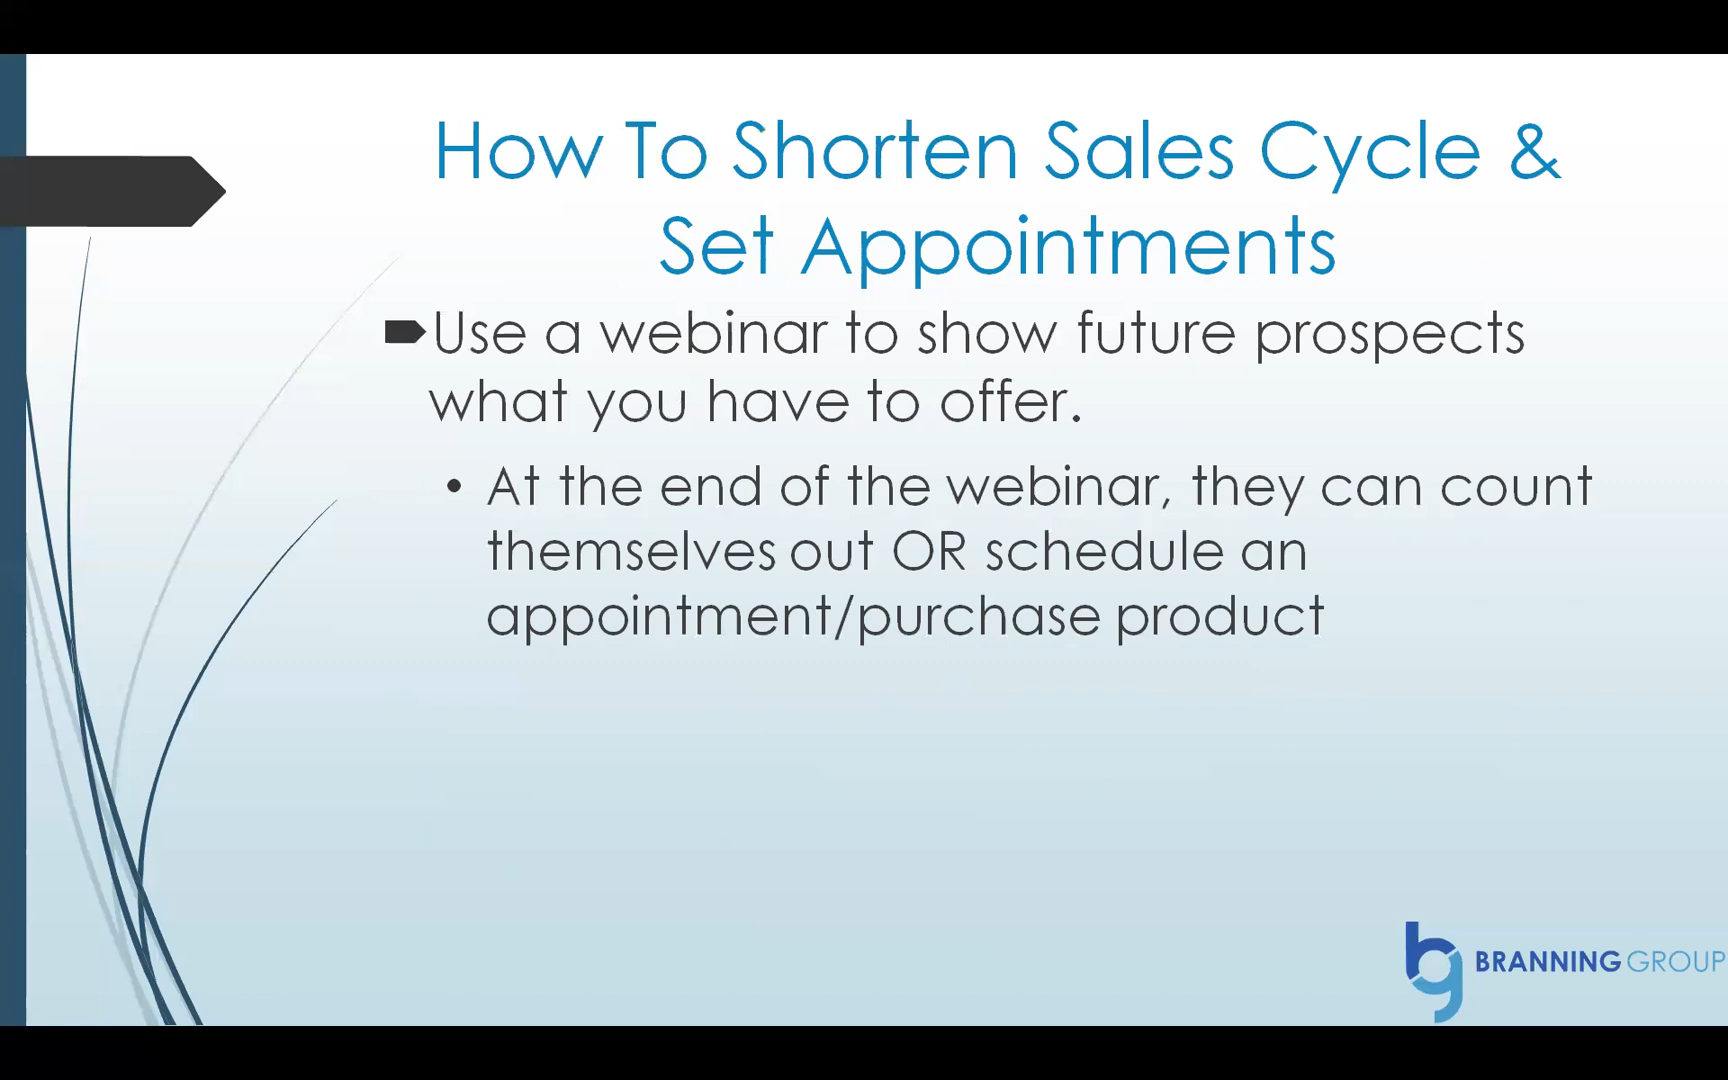 How To Shorten Sales Cycle &
Set Appointments
Use a webinar to show future prospects
what you have to offer.
• At the end of the webinar, they can count
themselves out OR schedule an
appointment/purchase product
bg BRANNING GROUP